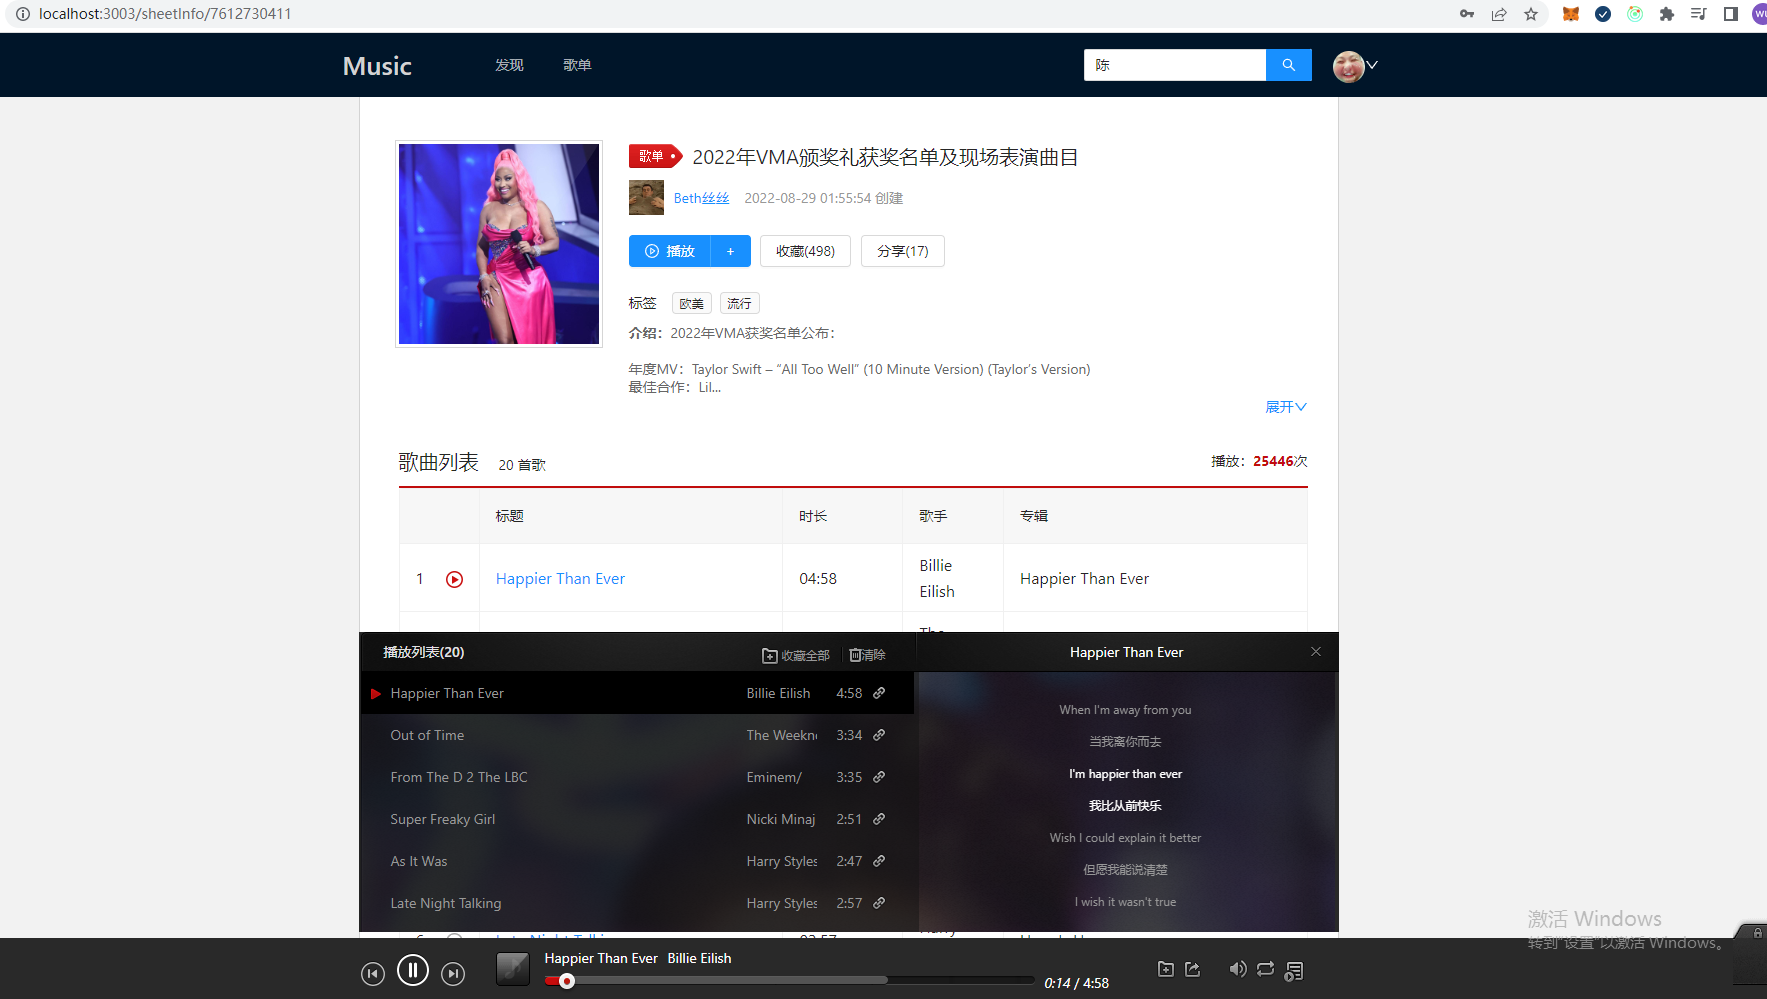 localhost:3003/sheetInfo/7612730411
Music 发现 歌单 陈
歌单 2022年VMA颁奖礼获奖名单及现场表演曲目
Beth丝丝 2022-08-29 01:55:54 创建
播放 + 收藏(498) 分享(17)
标签 欧美 流行
介绍：2022年VMA获奖名单公布：
年度MV：Taylor Swift – “All Too Well” (10 Minute Version) (Taylor’s Version)
最佳合作：Lil...
展开
歌曲列表 20 首歌 播放：25446次
标题 时长 歌手 专辑
1 Happier Than Ever 04:58 Billie Eilish Happier Than Ever
播放列表(20) 收藏全部 清除
Happier Than Ever Billie Eilish 4:58
Out of Time The Weekn 3:34
From The D 2 The LBC Eminem/ 3:35
Super Freaky Girl Nicki Minaj 2:51
As It Was Harry Styles 2:47
Late Night Talking Harry Styles 2:57
Happier Than Ever
When I'm away from you
当我离你而去
I'm happier than ever
我比从前快乐
Wish I could explain it better
但愿我能说清楚
I wish it wasn't true
激活 Windows
转到"设置"以激活 Windows。
Happier Than Ever Billie Eilish
0:14 / 4:58